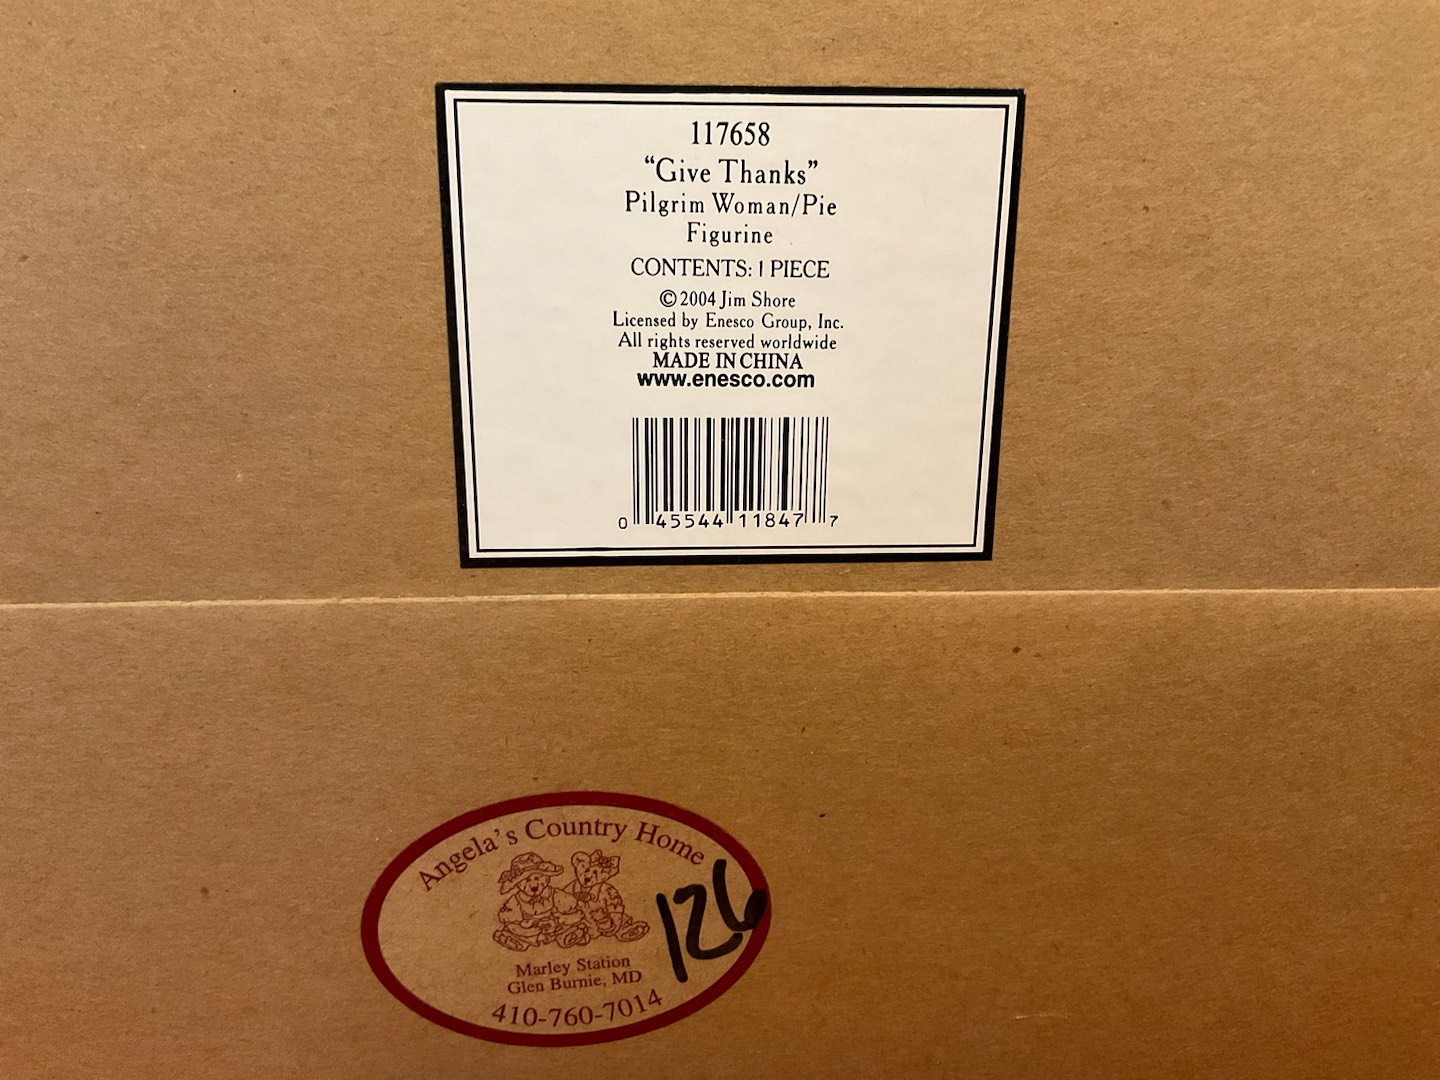 117658
“Give Thanks”
Pilgrim Woman/Pie
Figurine
CONTENTS: 1 PIECE
©2004 Jim Shore
Licensed by Enesco Group, Inc.
All rights reserved worldwide
MADE IN CHINA
www.enesco.com
0 45544 11847 7
Angela's Country Home
126
Marley Station
Glen Burnie, MD
410-760-7014